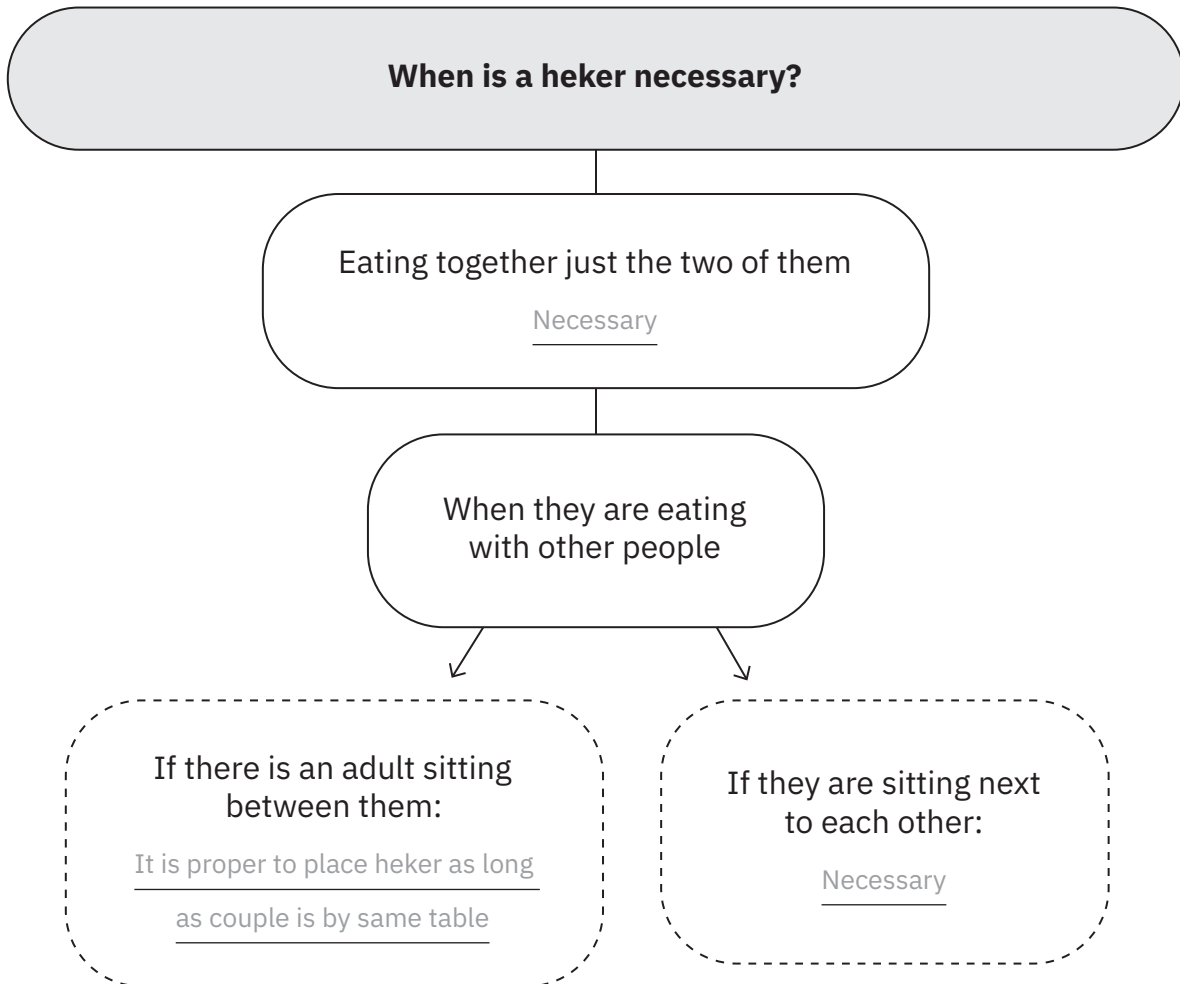 When is a heker necessary?
Eating together just the two of them
Necessary
When they are eating
with other people
If there is an adult sitting
between them:
It is proper to place heker as long
as couple is by same table
If they are sitting next
to each other:
Necessary